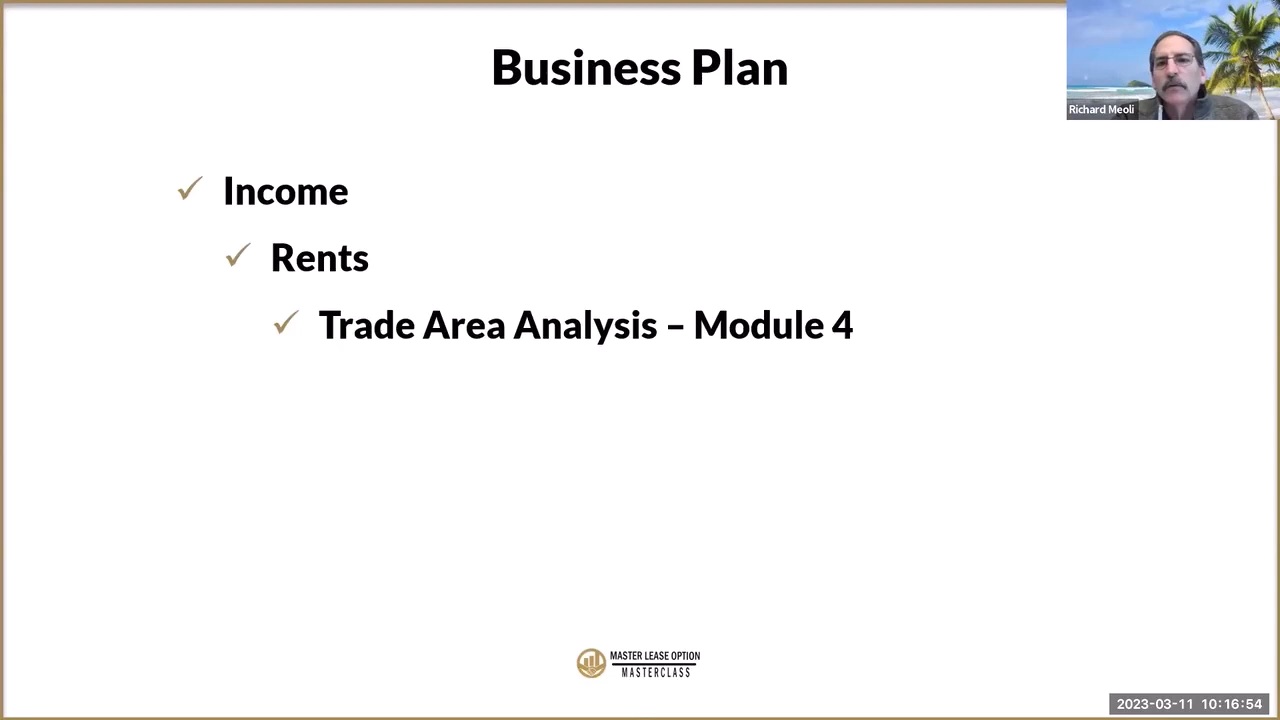 Business Plan
Richard Meoli
✓ Income
✓ Rents
✓ Trade Area Analysis – Module 4
MASTER LEASE OPTION
MASTERCLASS
2023-03-11 10:16:54